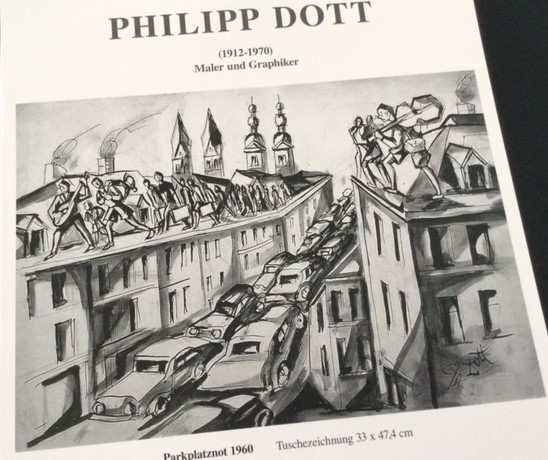 PHILIPP DOTT
(1912-1970)
Maler und Graphiker
Parkplatznot 1960 Tuschezeichnung 33 x 47,4 cm